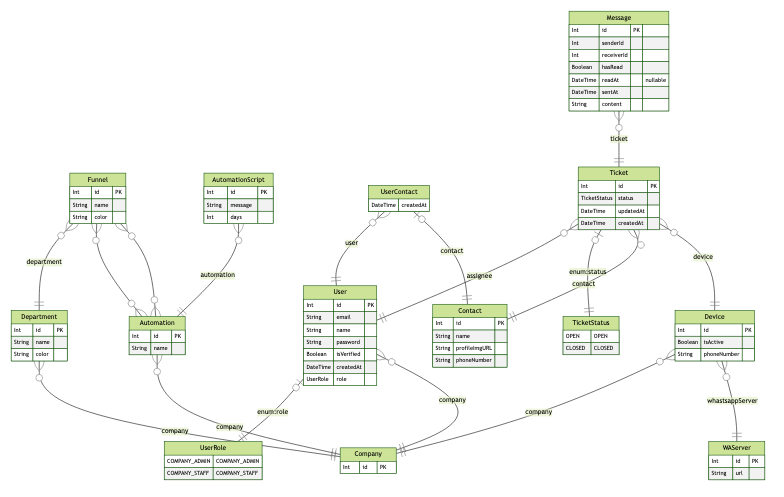 Message
Int id PK
Int senderId
Int receiverId
Boolean hasRead
DateTime readAt nullable
DateTime sentAt
String content
ticket
Funnel
Int id PK
String name
String color
AutomationScript
Int id PK
String message
Int days
UserContact
DateTime createdAt
Ticket
Int id PK
TicketStatus status
DateTime updatedAt
DateTime createdAt
department
automation
user
contact
assignee
enum:status
contact
device
Department
Int id PK
String name
String color
Automation
Int id PK
String name
User
Int id PK
String email
String name
String password
Boolean isVerified
DateTime createdAt
UserRole role
Contact
Int id PK
String name
String profileImgURL
String phoneNumber
TicketStatus
OPEN OPEN
CLOSED CLOSED
Device
Int id PK
Boolean isActive
String phoneNumber
company
company
enum:role
company
company
whastsappServer
UserRole
COMPANY_ADMIN COMPANY_ADMIN
COMPANY_STAFF COMPANY_STAFF
Company
Int id PK
WAServer
Int id PK
String url